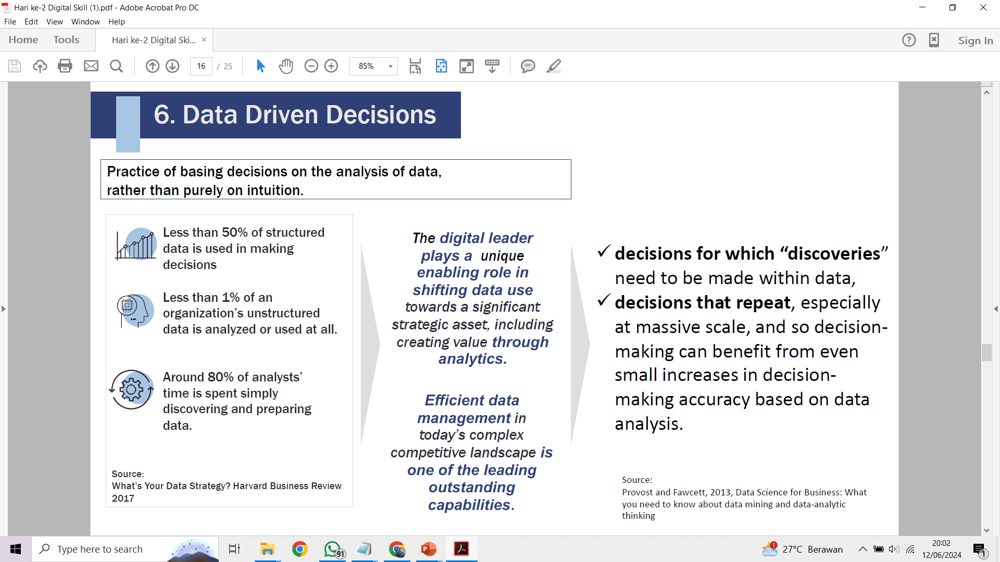 Hari ke-2 Digital Skill (1).pdf - Adobe Acrobat Pro DC
File Edit View Window Help
Home Tools Hari ke-2 Digital Ski... × Sign In
16 / 25 85%
6. Data Driven Decisions
Practice of basing decisions on the analysis of data,
rather than purely on intuition.
Less than 50% of structured
data is used in making
decisions
Less than 1% of an
organization’s unstructured
data is analyzed or used at all.
Around 80% of analysts’
time is spent simply
discovering and preparing
data.
Source:
What’s Your Data Strategy? Harvard Business Review
2017
The digital leader
plays a unique
enabling role in
shifting data use
towards a significant
strategic asset, including
creating value through
analytics.
Efficient data
management in
today’s complex
competitive landscape is
one of the leading
outstanding
capabilities.
✓ decisions for which “discoveries”
need to be made within data,
✓ decisions that repeat, especially
at massive scale, and so decision-
making can benefit from even
small increases in decision-
making accuracy based on data
analysis.
Source:
Provost and Fawcett, 2013, Data Science for Business: What
you need to know about data mining and data-analytic
thinking
Type here to search
91
1
27°C Berawan
20:02
12/06/2024
1